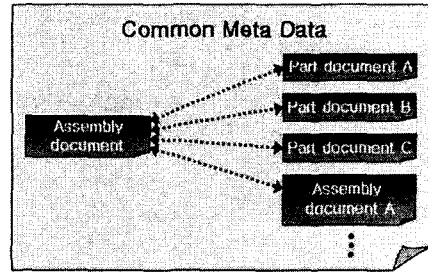 Common Meta Data
Part document A
Part document B
Assembly
document
Part document C
Assembly
document A